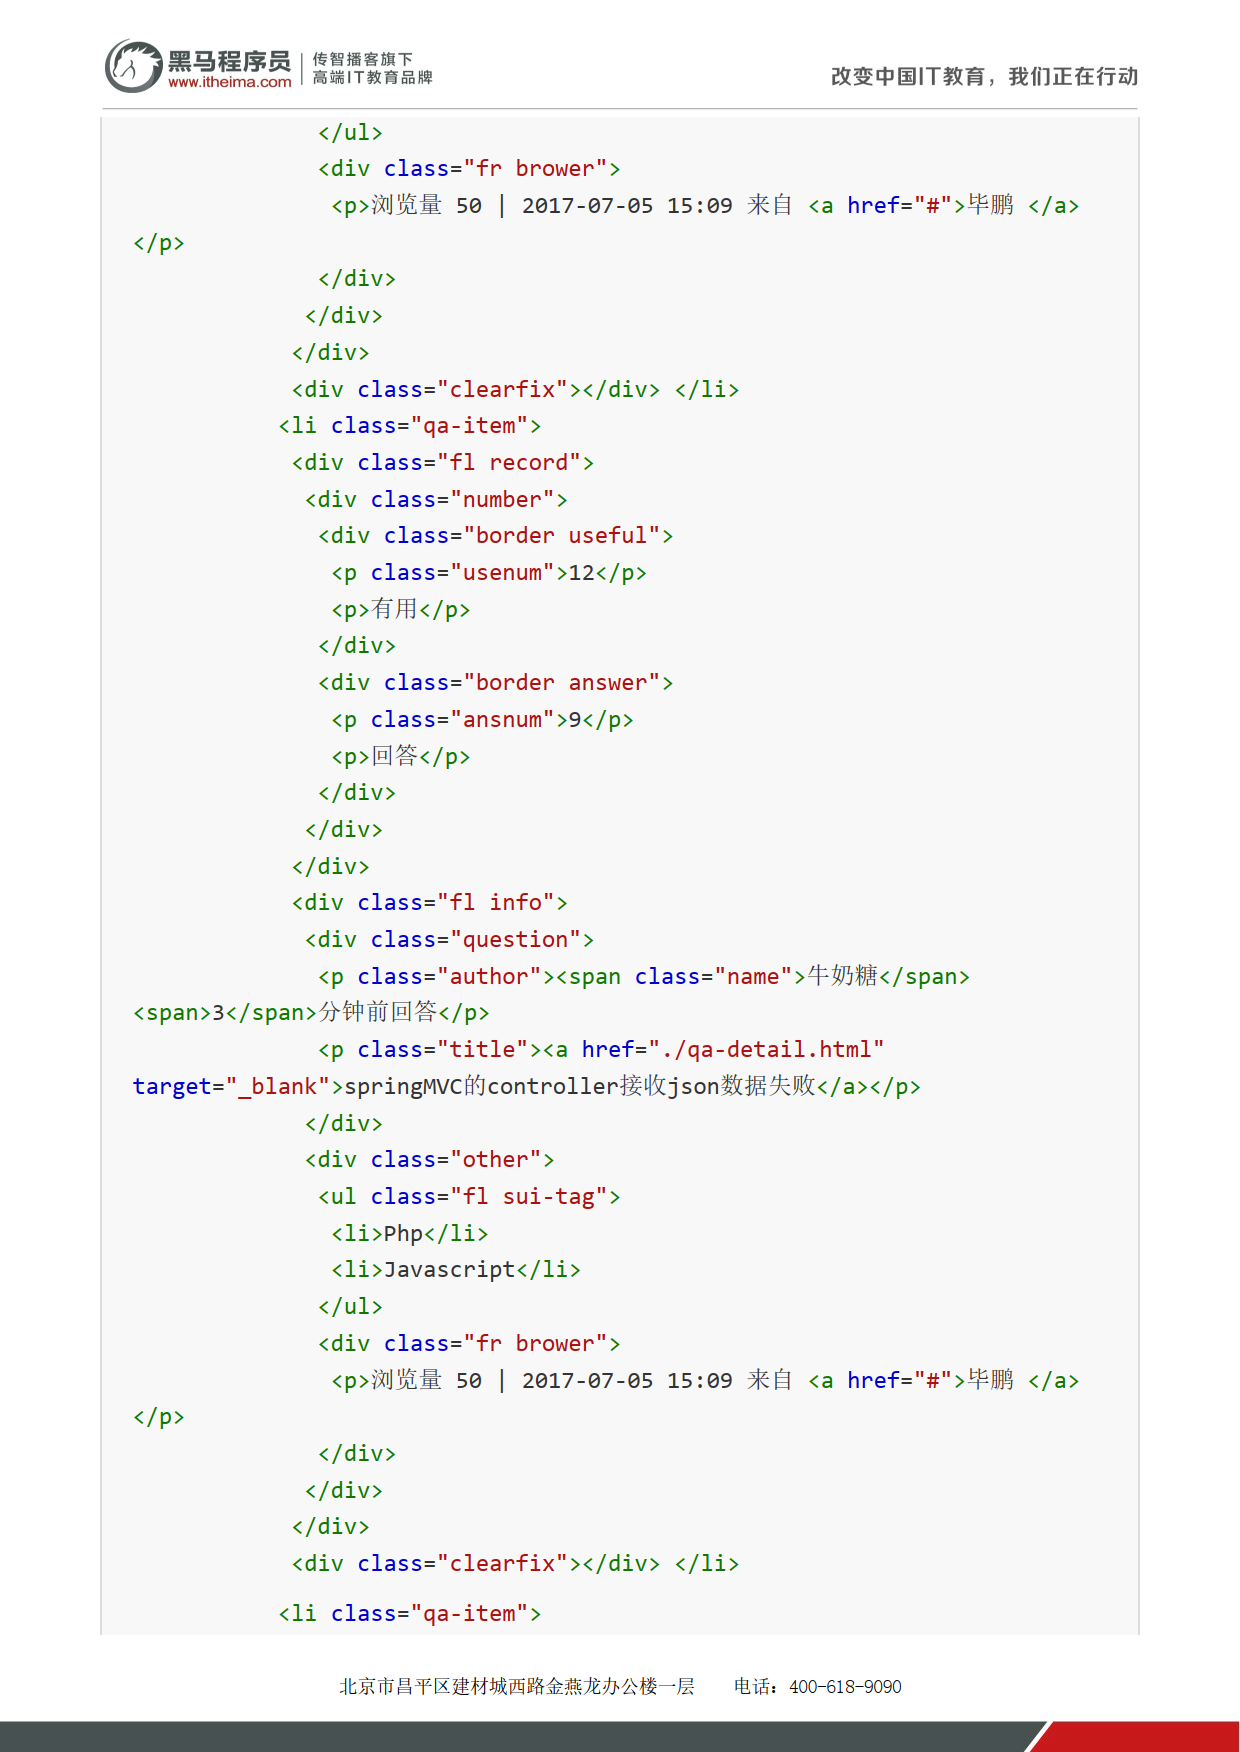 黑马程序员
www.itheima.com
传智播客旗下
高端IT教育品牌
改变中国IT教育，我们正在行动
</ul>
<div class="fr brower">
<p>浏览量 50 | 2017-07-05 15:09 来自 <a href="#">毕鹏 </a>
</p>
</div>
</div>
</div>
<div class="clearfix"></div> </li>
<li class="qa-item">
<div class="fl record">
<div class="number">
<div class="border useful">
<p class="usenum">12</p>
<p>有用</p>
</div>
<div class="border answer">
<p class="ansnum">9</p>
<p>回答</p>
</div>
</div>
</div>
<div class="fl info">
<div class="question">
<p class="author"><span class="name">牛奶糖</span>
<span>3</span>分钟前回答</p>
<p class="title"><a href="./qa-detail.html"
target="_blank">springMVC的controller接收json数据失败</a></p>
</div>
<div class="other">
<ul class="fl sui-tag">
<li>Php</li>
<li>Javascript</li>
</ul>
<div class="fr brower">
<p>浏览量 50 | 2017-07-05 15:09 来自 <a href="#">毕鹏 </a>
</p>
</div>
</div>
</div>
<div class="clearfix"></div> </li>
<li class="qa-item">
北京市昌平区建材城西路金燕龙办公楼一层 电话：400-618-9090